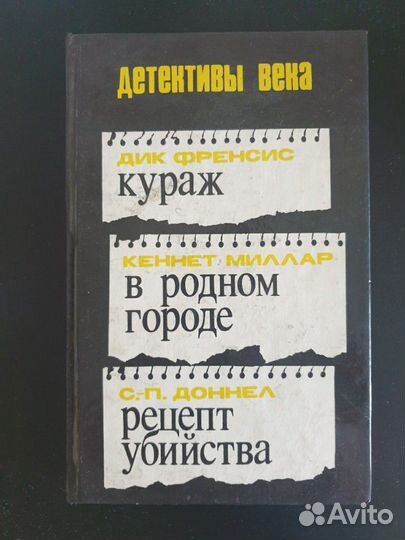 детективы века
ДИК ФРЕНСИС
кураж
КЕННЕТ МИЛЛАР
в родном
городе
С.-П. ДОННЕЛ
рецепт
убийства
Avito